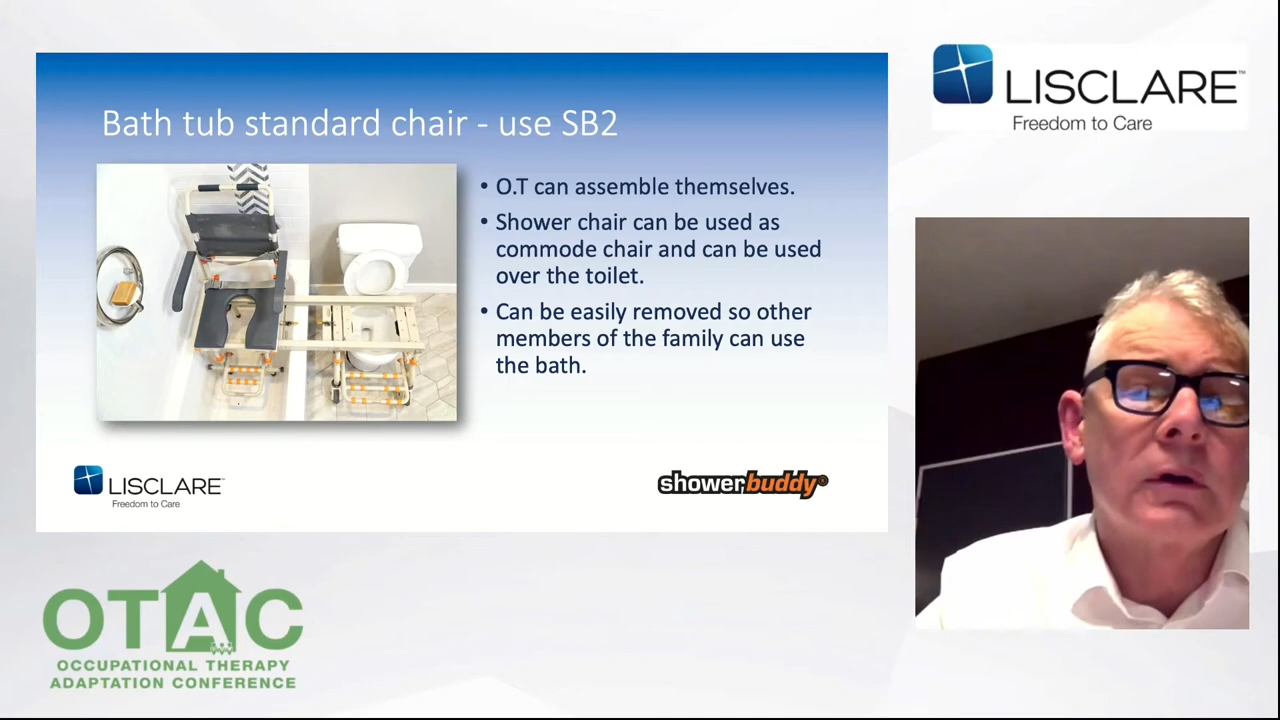 Bath tub standard chair - use SB2
• O.T can assemble themselves.
• Shower chair can be used as
commode chair and can be used
over the toilet.
• Can be easily removed so other
members of the family can use
the bath.
LISCLARE
Freedom to Care
showerbuddy®
LISCLARE™
Freedom to Care
OTAC
OCCUPATIONAL THERAPY
ADAPTATION CONFERENCE